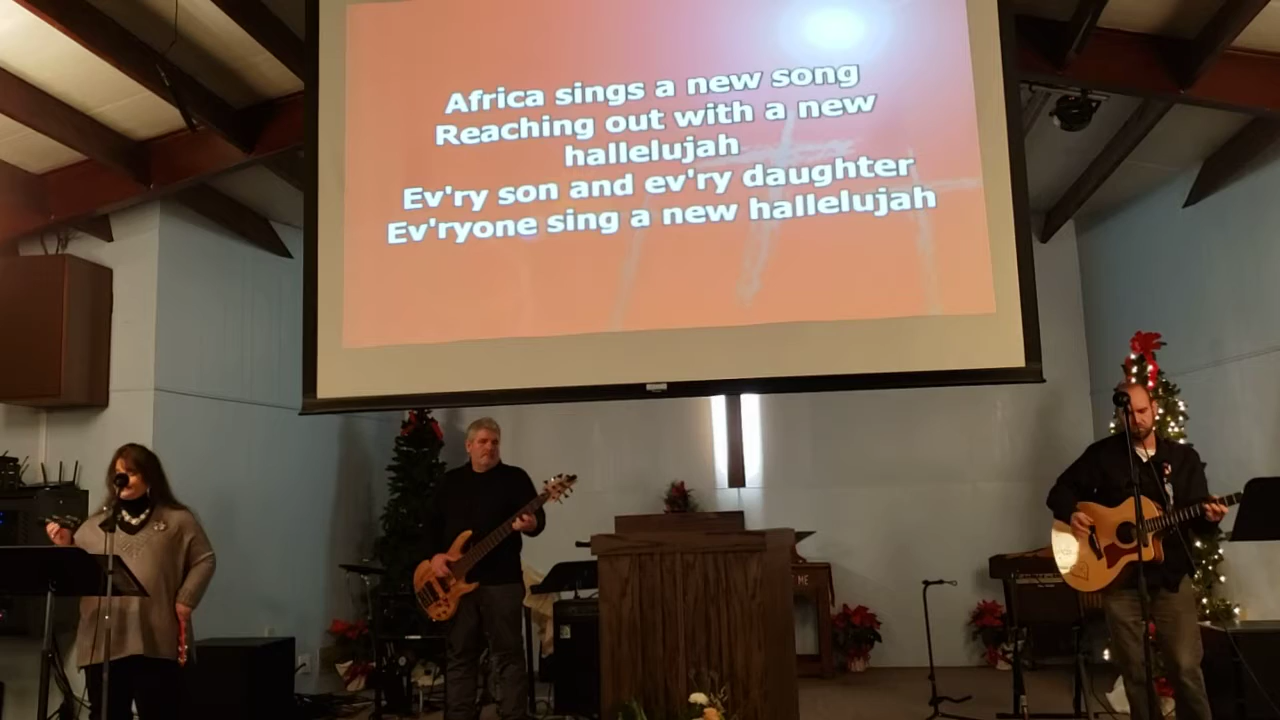 Africa sings a new song
Reaching out with a new
hallelujah
Ev'ry son and ev'ry daughter
Ev'ryone sing a new hallelujah
ME